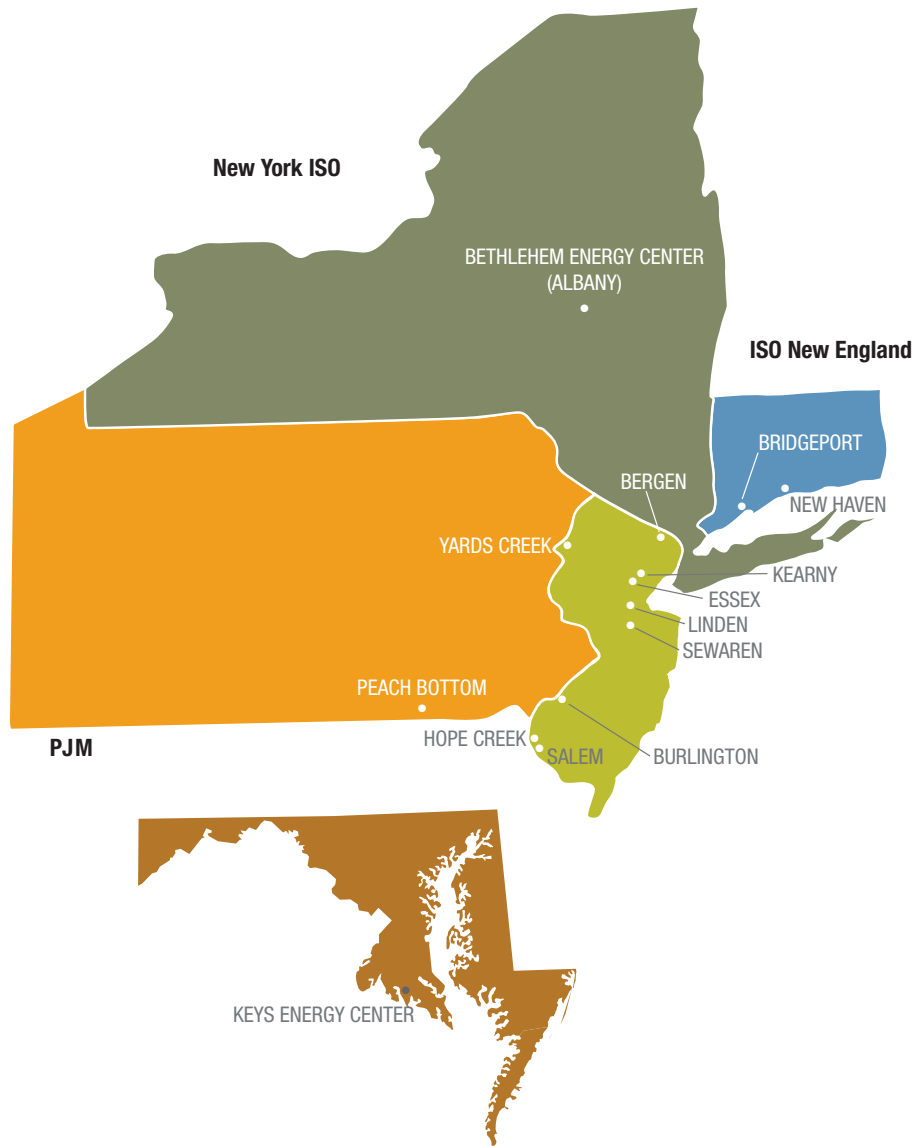 New York ISO
BETHLEHEM ENERGY CENTER
(ALBANY)
ISO New England
BRIDGEPORT
NEW HAVEN
BERGEN
YARDS CREEK
KEARNY
ESSEX
LINDEN
SEWAREN
PEACH BOTTOM
HOPE CREEK
SALEM
BURLINGTON
PJM
KEYS ENERGY CENTER